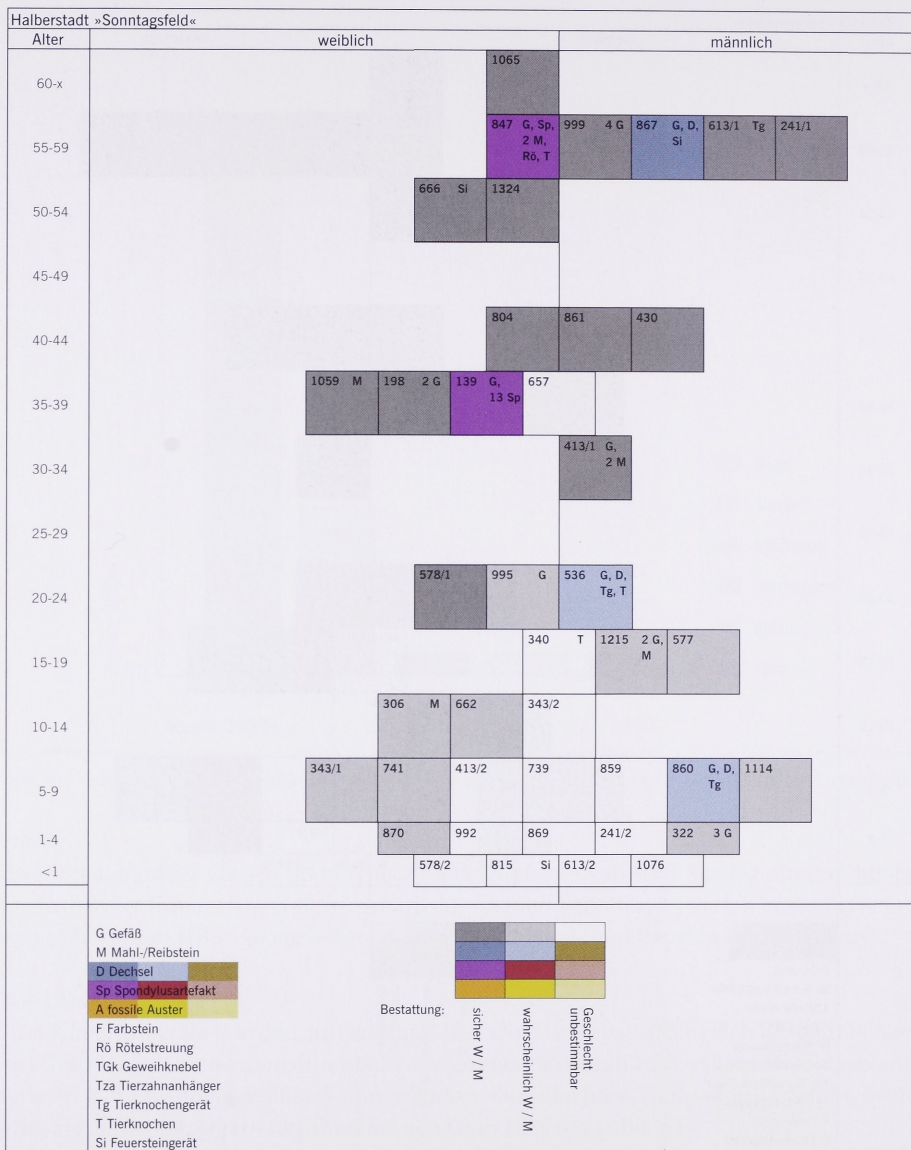 Halberstadt »Sonntagsfeld«
Alter weiblich männlich
60-x
1065
55-59
847 G, Sp, 2 M, Rö, T
999 4 G
867 G, D, Si
613/1 Tg
241/1
50-54
666 Si
1324
45-49
40-44
804
861
430
35-39
1059 M
198 2 G
139 G, 13 Sp
657
30-34
413/1 G, 2 M
25-29
20-24
578/1
995 G
536 G, D, Tg, T
15-19
340 T
1215 2 G, M
577
10-14
306 M
662
343/2
5-9
343/1
741
413/2
739
859
860 G, D, Tg
1114
1-4
870
992
869
241/2
322 3 G
<1
578/2
815 Si
613/2
1076
G Gefäß
M Mahl-/Reibstein
D Dechsel
Sp Spondylusartefakt
A fossile Auster
F Farbstein
Rö Rötelstreuung
TGk Geweihknebel
Tza Tierzahnanhänger
Tg Tierknochengerät
T Tierknochen
Si Feuersteingerät
Bestattung:
sicher W / M
wahrscheinlich W / M
Geschlecht
unbestimmbar